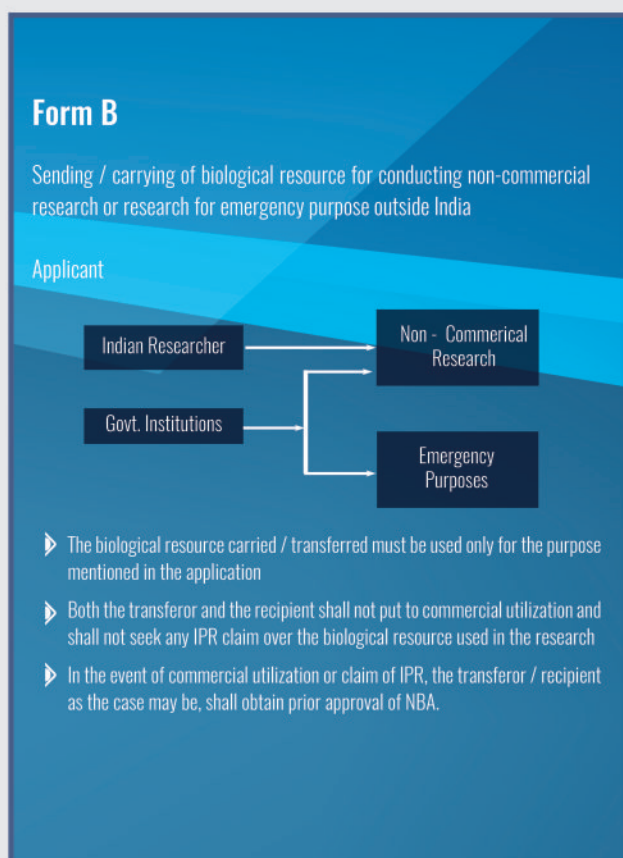 Form B
Sending / carrying of biological resource for conducting non-commercial
research or research for emergency purpose outside India
Applicant
Indian Researcher
Non - Commerical
Research
Govt. Institutions
Emergency
Purposes
The biological resource carried / transferred must be used only for the purpose
mentioned in the application
Both the transferor and the recipient shall not put to commercial utilization and
shall not seek any IPR claim over the biological resource used in the research
In the event of commercial utilization or claim of IPR, the transferor / recipient
as the case may be, shall obtain prior approval of NBA.